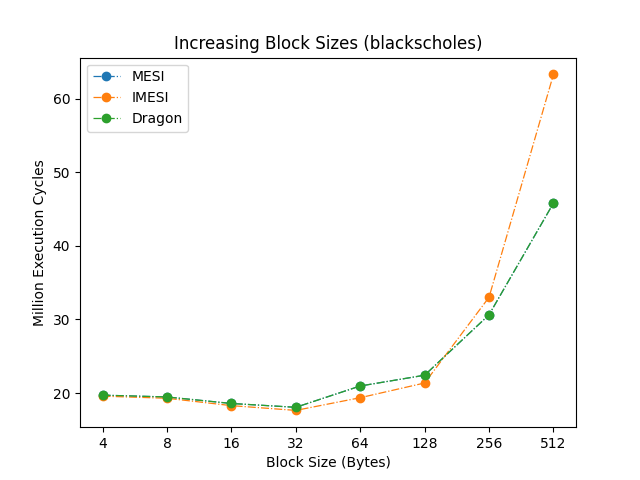 Increasing Block Sizes (blackscholes)
MESI
IMESI
Dragon
Million Execution Cycles
60
50
40
30
20
4 8 16 32 64 128 256 512
Block Size (Bytes)